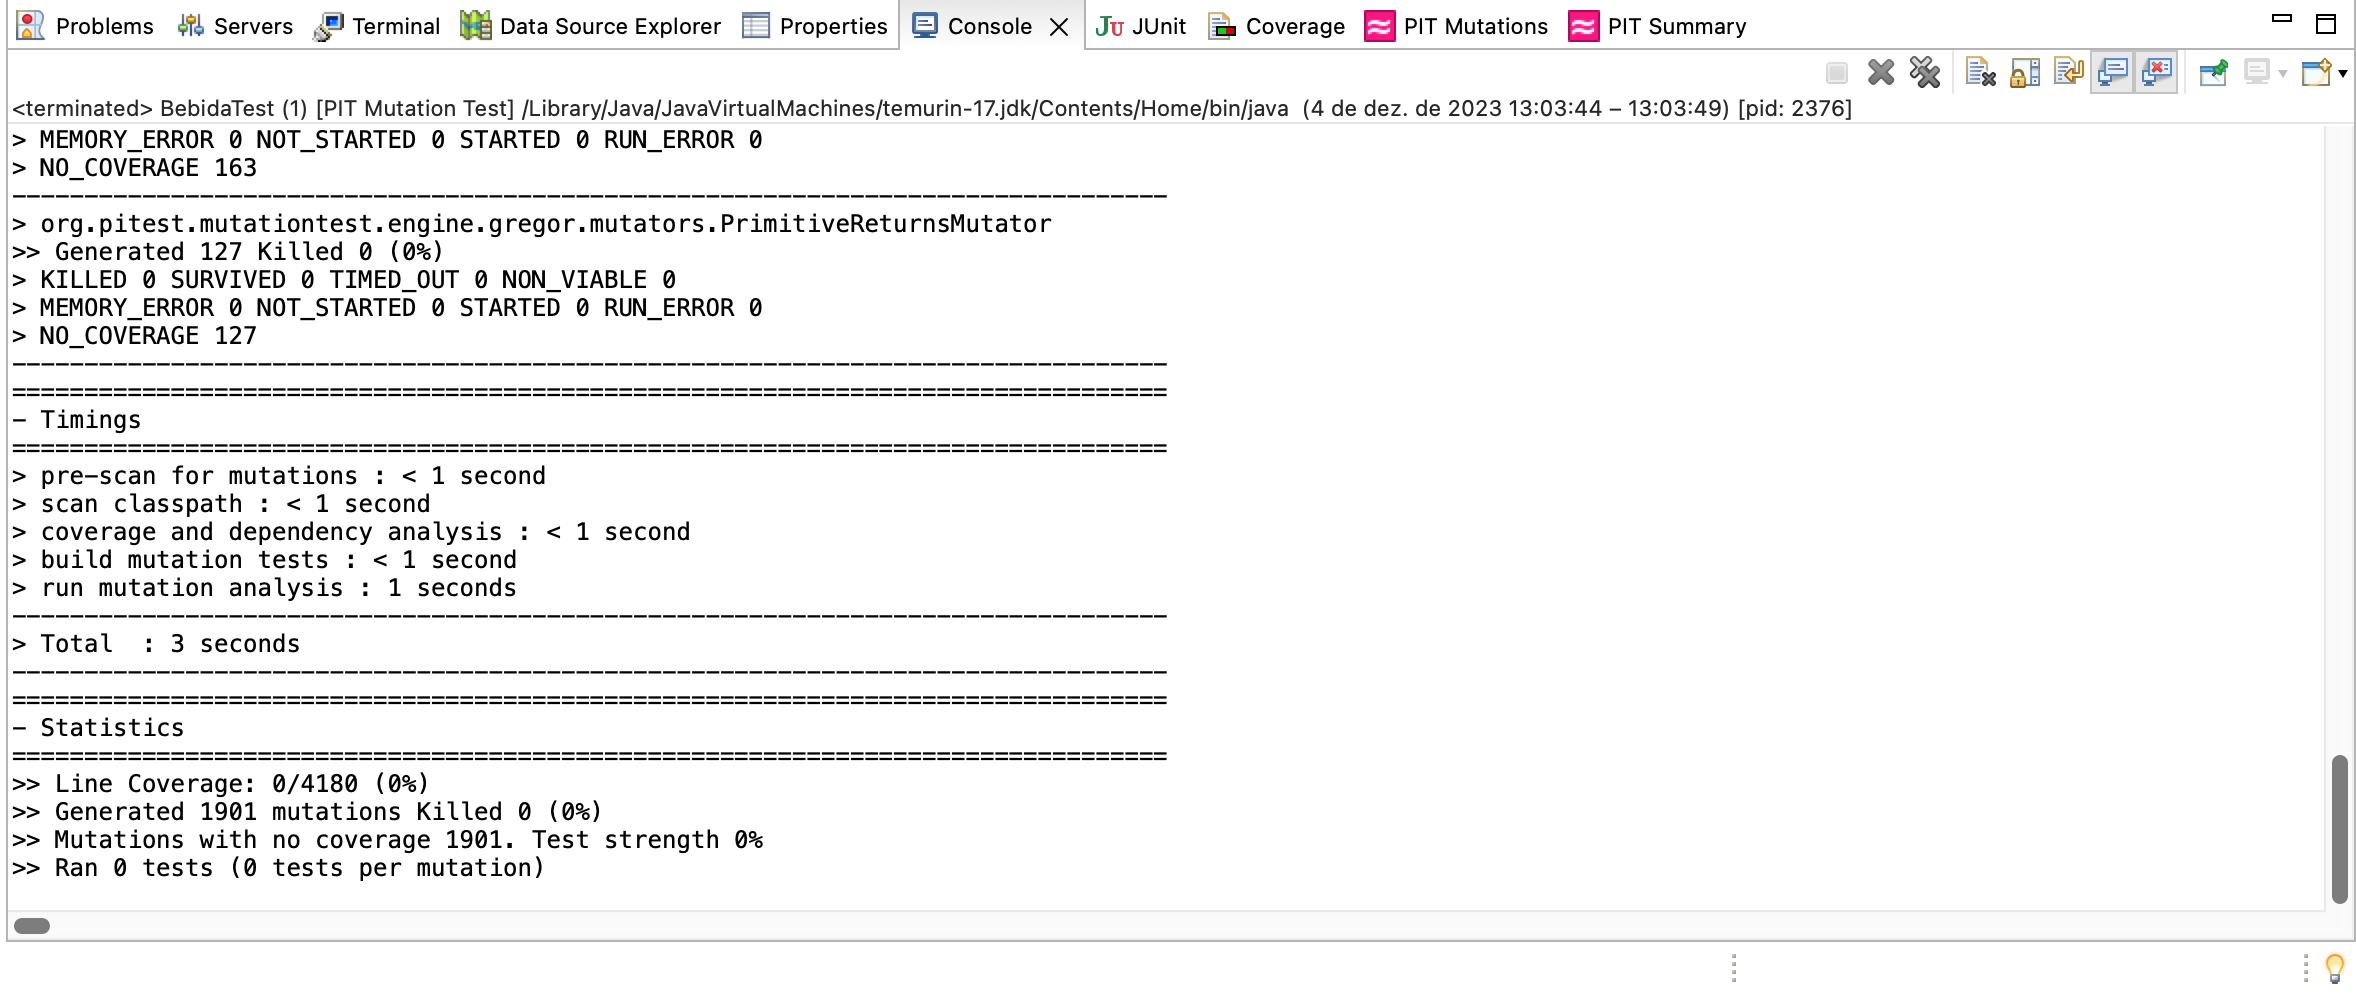 Problems Servers Terminal Data Source Explorer Properties Console JUnit Coverage PIT Mutations PIT Summary
<terminated> BebidaTest (1) [PIT Mutation Test] /Library/Java/JavaVirtualMachines/temurin-17.jdk/Contents/Home/bin/java (4 de dez. de 2023 13:03:44 – 13:03:49) [pid: 2376]
> MEMORY_ERROR 0 NOT_STARTED 0 STARTED 0 RUN_ERROR 0
> NO_COVERAGE 163
--------------------------------------------------------------------------------
> org.pitest.mutationtest.engine.gregor.mutators.PrimitiveReturnsMutator
>> Generated 127 Killed 0 (0%)
> KILLED 0 SURVIVED 0 TIMED_OUT 0 NON_VIABLE 0
> MEMORY_ERROR 0 NOT_STARTED 0 STARTED 0 RUN_ERROR 0
> NO_COVERAGE 127
--------------------------------------------------------------------------------
================================================================================
- Timings
================================================================================
> pre-scan for mutations : < 1 second
> scan classpath : < 1 second
> coverage and dependency analysis : < 1 second
> build mutation tests : < 1 second
> run mutation analysis : 1 seconds
--------------------------------------------------------------------------------
> Total  : 3 seconds
--------------------------------------------------------------------------------
================================================================================
- Statistics
================================================================================
>> Line Coverage: 0/4180 (0%)
>> Generated 1901 mutations Killed 0 (0%)
>> Mutations with no coverage 1901. Test strength 0%
>> Ran 0 tests (0 tests per mutation)